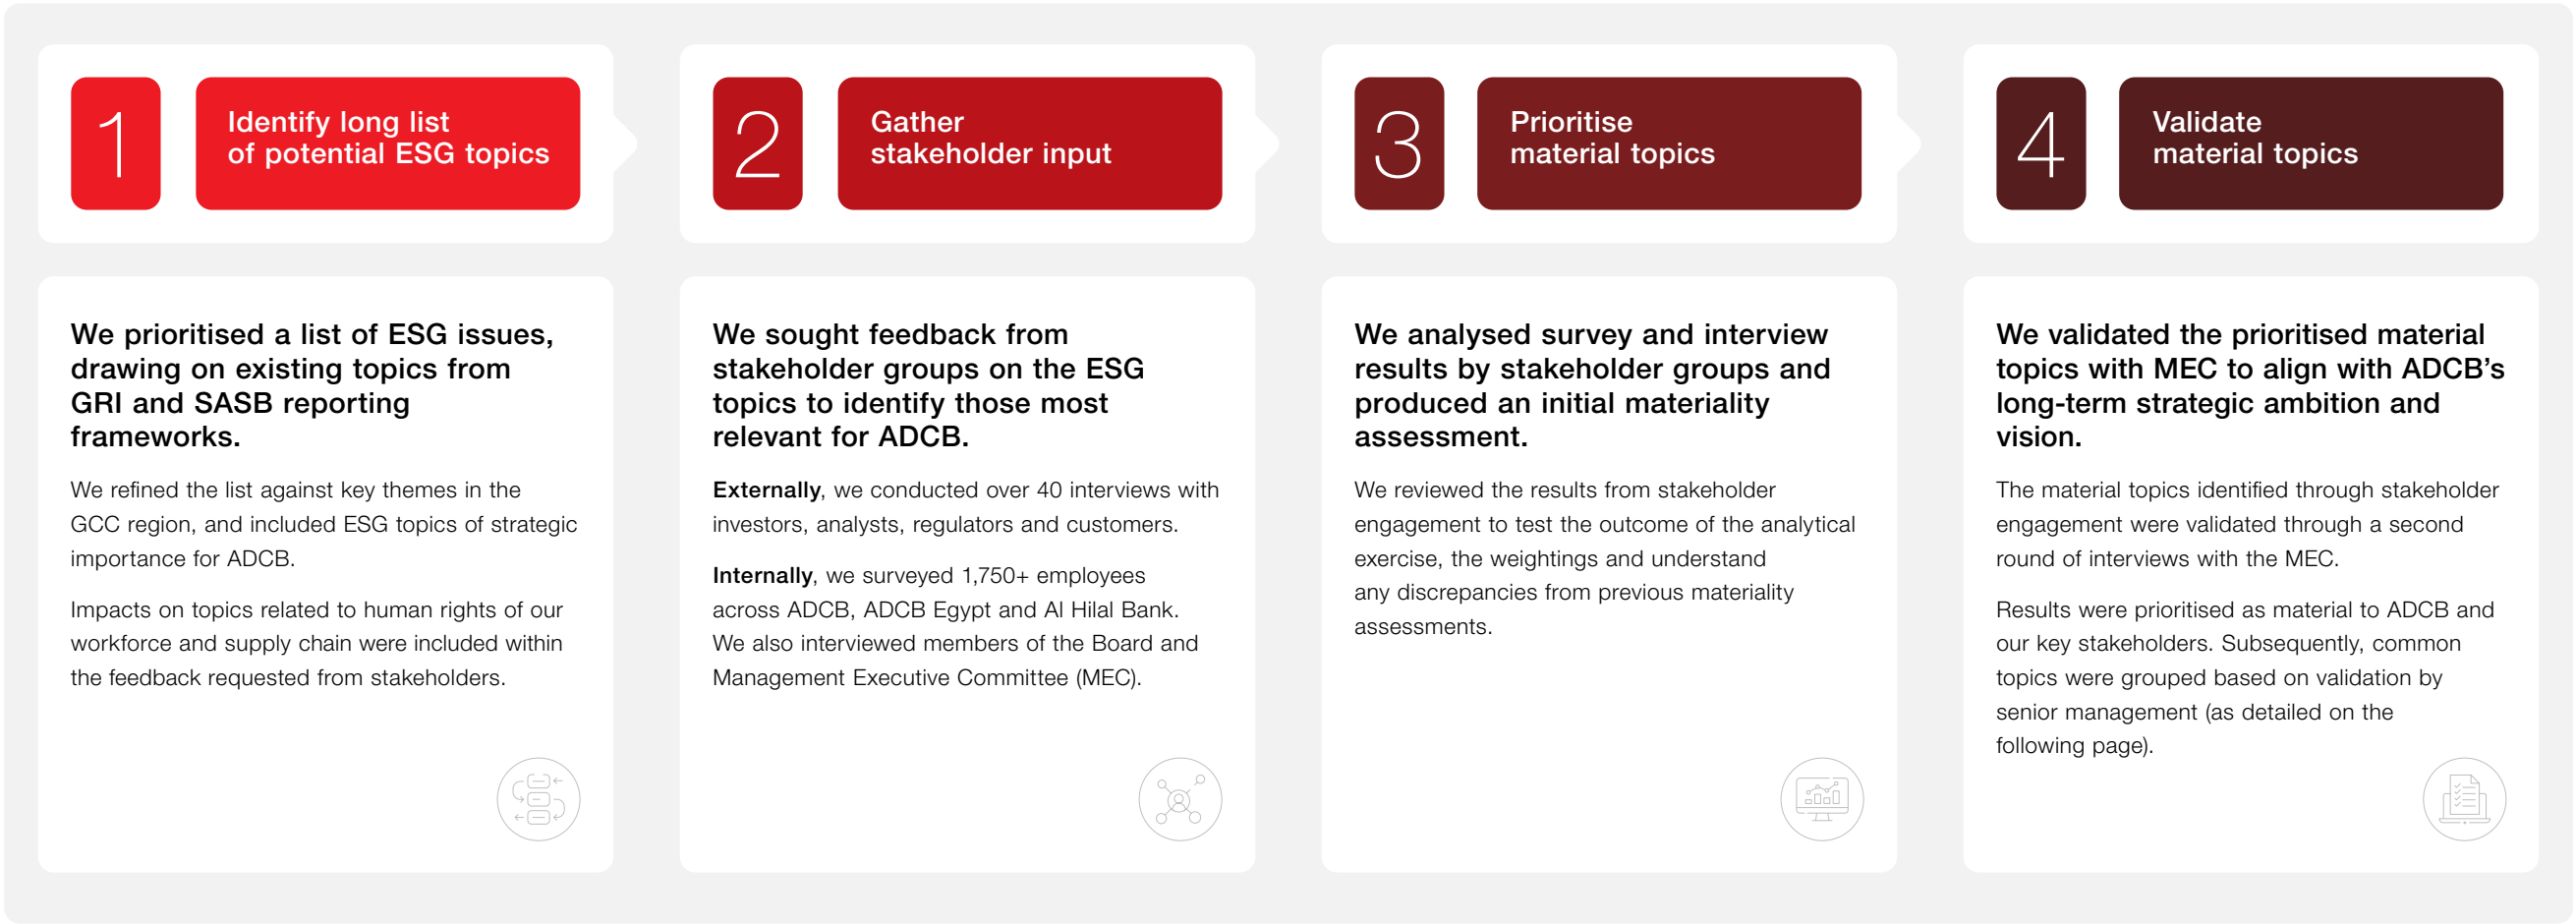 1
Identify long list
of potential ESG topics
We prioritised a list of ESG issues,
drawing on existing topics from
GRI and SASB reporting
frameworks.
We refined the list against key themes in the
GCC region, and included ESG topics of strategic
importance for ADCB.
Impacts on topics related to human rights of our
workforce and supply chain were included within
the feedback requested from stakeholders.
2
Gather
stakeholder input
We sought feedback from
stakeholder groups on the ESG
topics to identify those most
relevant for ADCB.
Externally, we conducted over 40 interviews with
investors, analysts, regulators and customers.
Internally, we surveyed 1,750+ employees
across ADCB, ADCB Egypt and Al Hilal Bank.
We also interviewed members of the Board and
Management Executive Committee (MEC).
3
Prioritise
material topics
We analysed survey and interview
results by stakeholder groups and
produced an initial materiality
assessment.
We reviewed the results from stakeholder
engagement to test the outcome of the analytical
exercise, the weightings and understand
any discrepancies from previous materiality
assessments.
4
Validate
material topics
We validated the prioritised material
topics with MEC to align with ADCB’s
long-term strategic ambition and
vision.
The material topics identified through stakeholder
engagement were validated through a second
round of interviews with the MEC.
Results were prioritised as material to ADCB and
our key stakeholders. Subsequently, common
topics were grouped based on validation by
senior management (as detailed on the
following page).